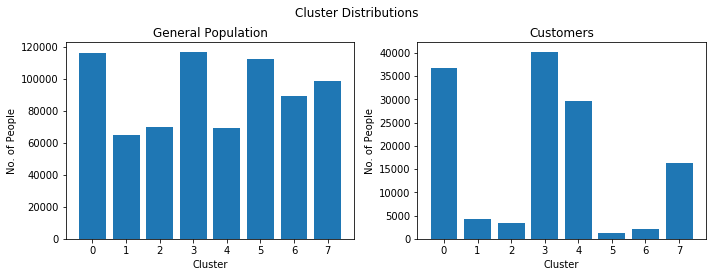 Cluster Distributions
General Population
No. of People
120000
100000
80000
60000
40000
20000
0
0 1 2 3 4 5 6 7
Cluster
Customers
No. of People
40000
35000
30000
25000
20000
15000
10000
5000
0
0 1 2 3 4 5 6 7
Cluster